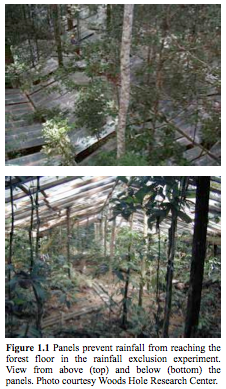 Figure 1.1 Panels prevent rainfall from reaching the
forest floor in the rainfall exclusion experiment.
View from above (top) and below (bottom) the
panels. Photo courtesy Woods Hole Research Center.